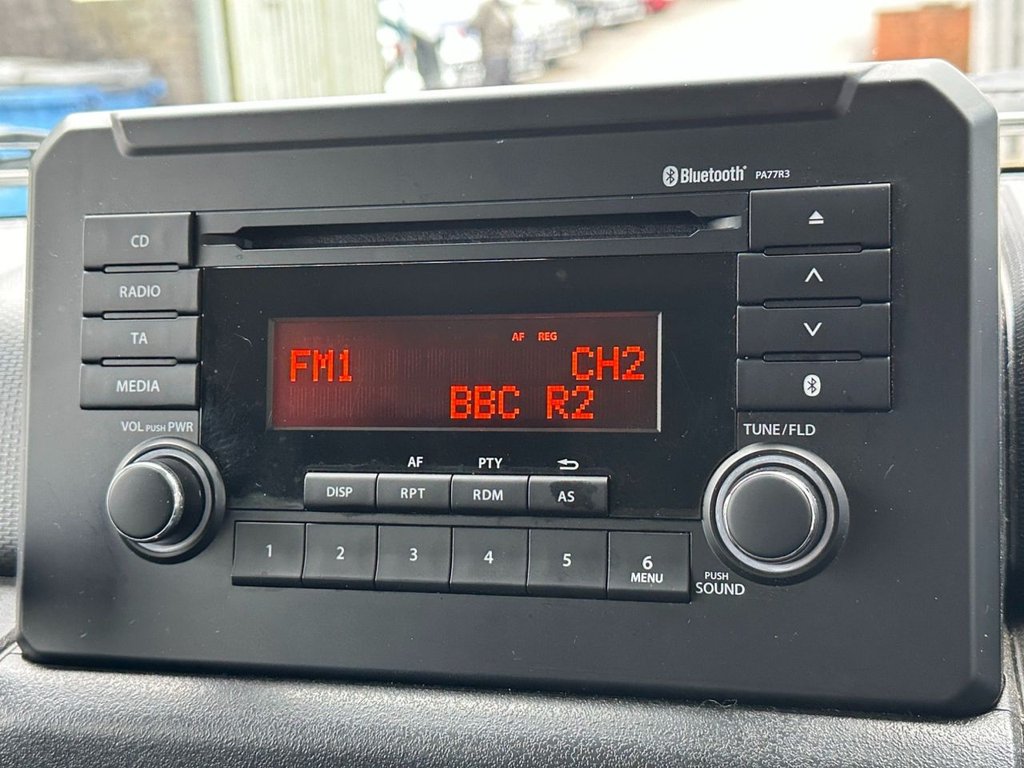 Bluetooth® PA77R3
CD
RADIO
TA
MEDIA
VOL PUSH PWR
AF REG
FM1 CH2
BBC R2
TUNE/FLD
AF PTY
DISP RPT RDM AS
1 2 3 4 5 6
MENU
PUSH
SOUND